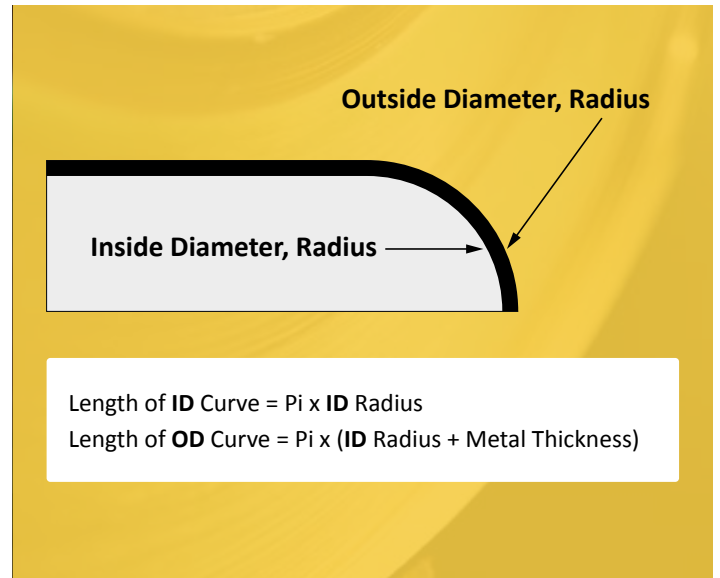 Outside Diameter, Radius
Inside Diameter, Radius
Length of ID Curve = Pi x ID Radius
Length of OD Curve = Pi x (ID Radius + Metal Thickness)